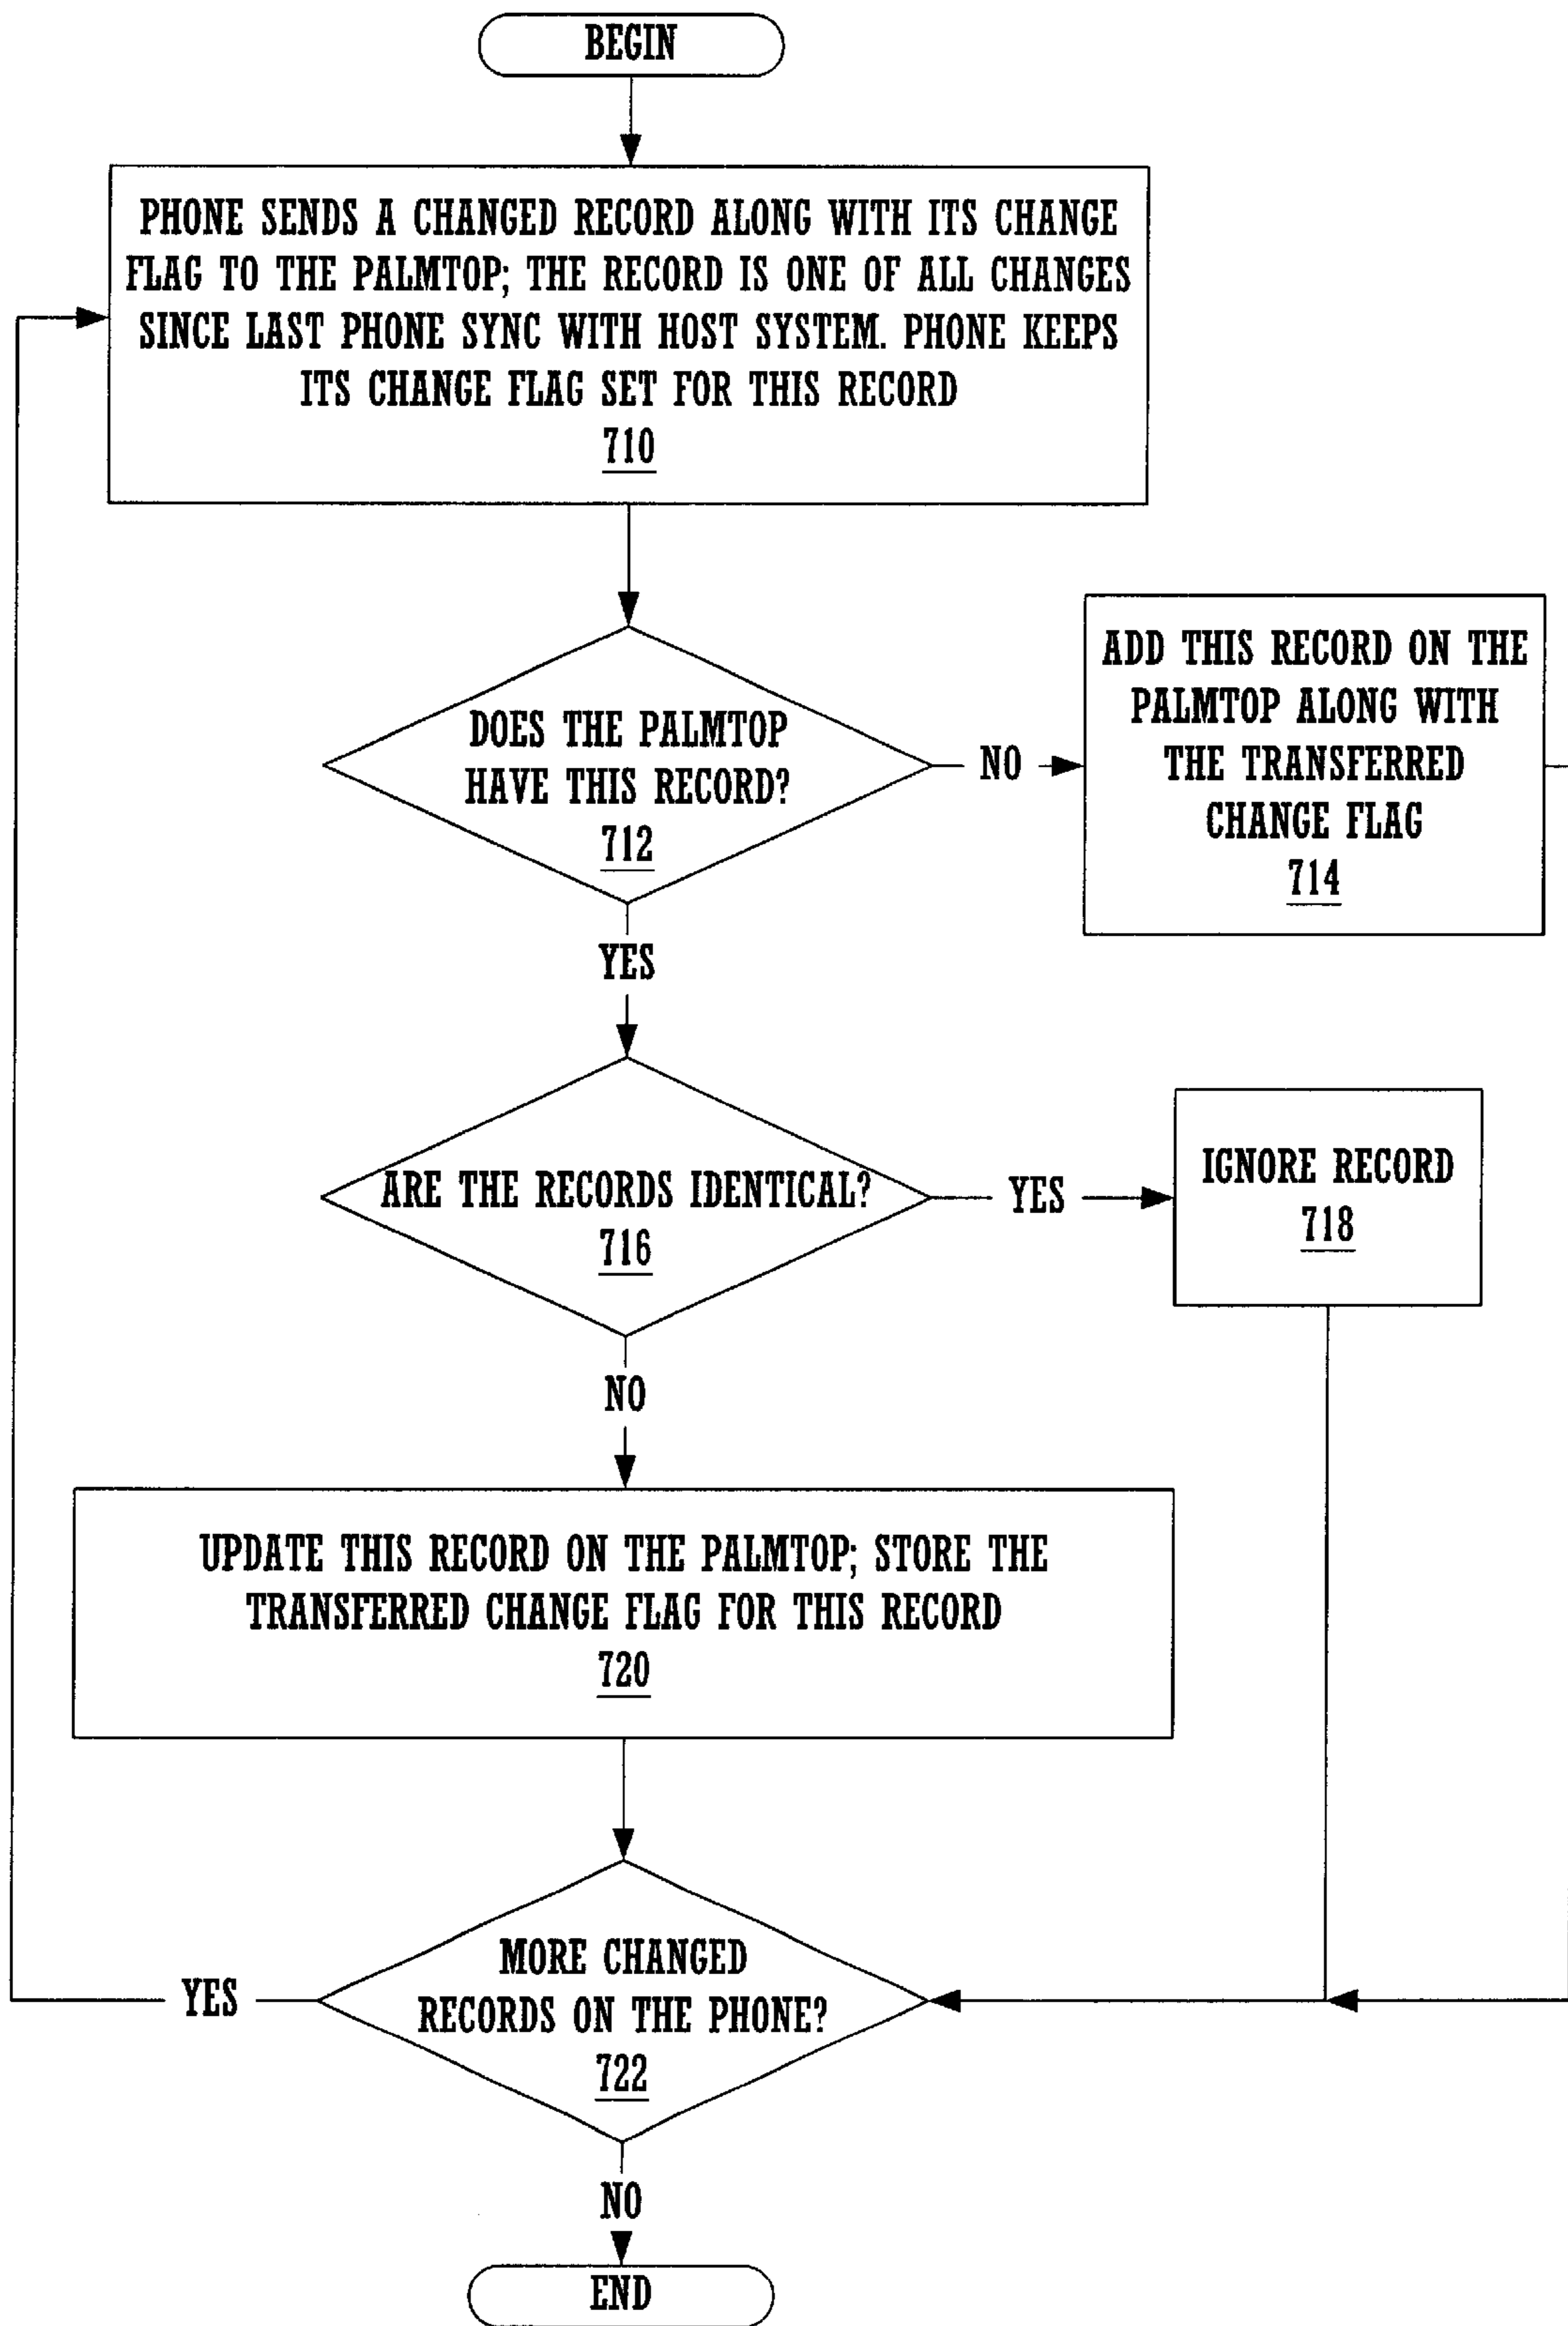 BEGIN
PHONE SENDS A CHANGED RECORD ALONG WITH ITS CHANGE
FLAG TO THE PALMTOP; THE RECORD IS ONE OF ALL CHANGES
SINCE LAST PHONE SYNC WITH HOST SYSTEM. PHONE KEEPS
ITS CHANGE FLAG SET FOR THIS RECORD
710
DOES THE PALMTOP
HAVE THIS RECORD?
712
NO
ADD THIS RECORD ON THE
PALMTOP ALONG WITH
THE TRANSFERRED
CHANGE FLAG
714
YES
ARE THE RECORDS IDENTICAL?
716
YES
IGNORE RECORD
718
NO
UPDATE THIS RECORD ON THE PALMTOP; STORE THE
TRANSFERRED CHANGE FLAG FOR THIS RECORD
720
MORE CHANGED
RECORDS ON THE PHONE?
722
YES
NO
END